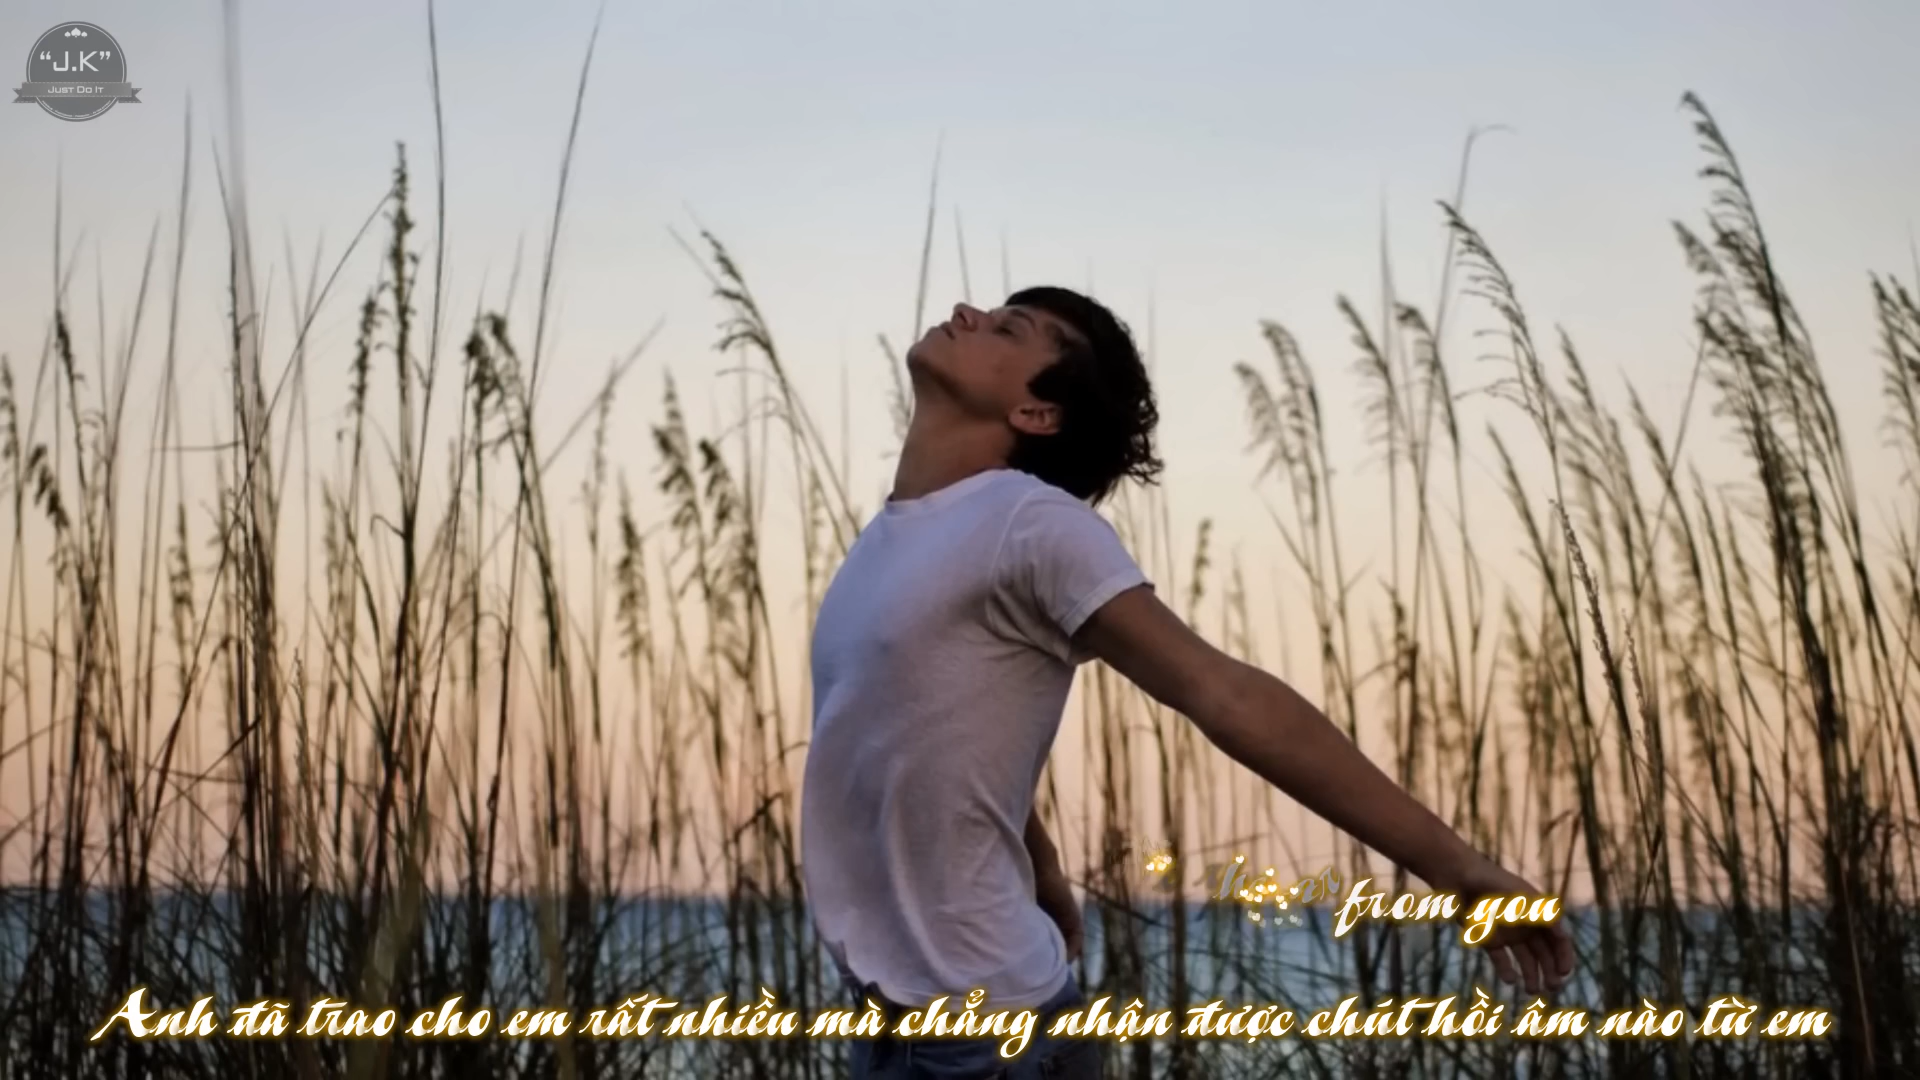 “J.K”
Just Do It
from you
Anh đã trao cho em rất nhiều mà chẳng nhận được chút hồi âm nào từ em